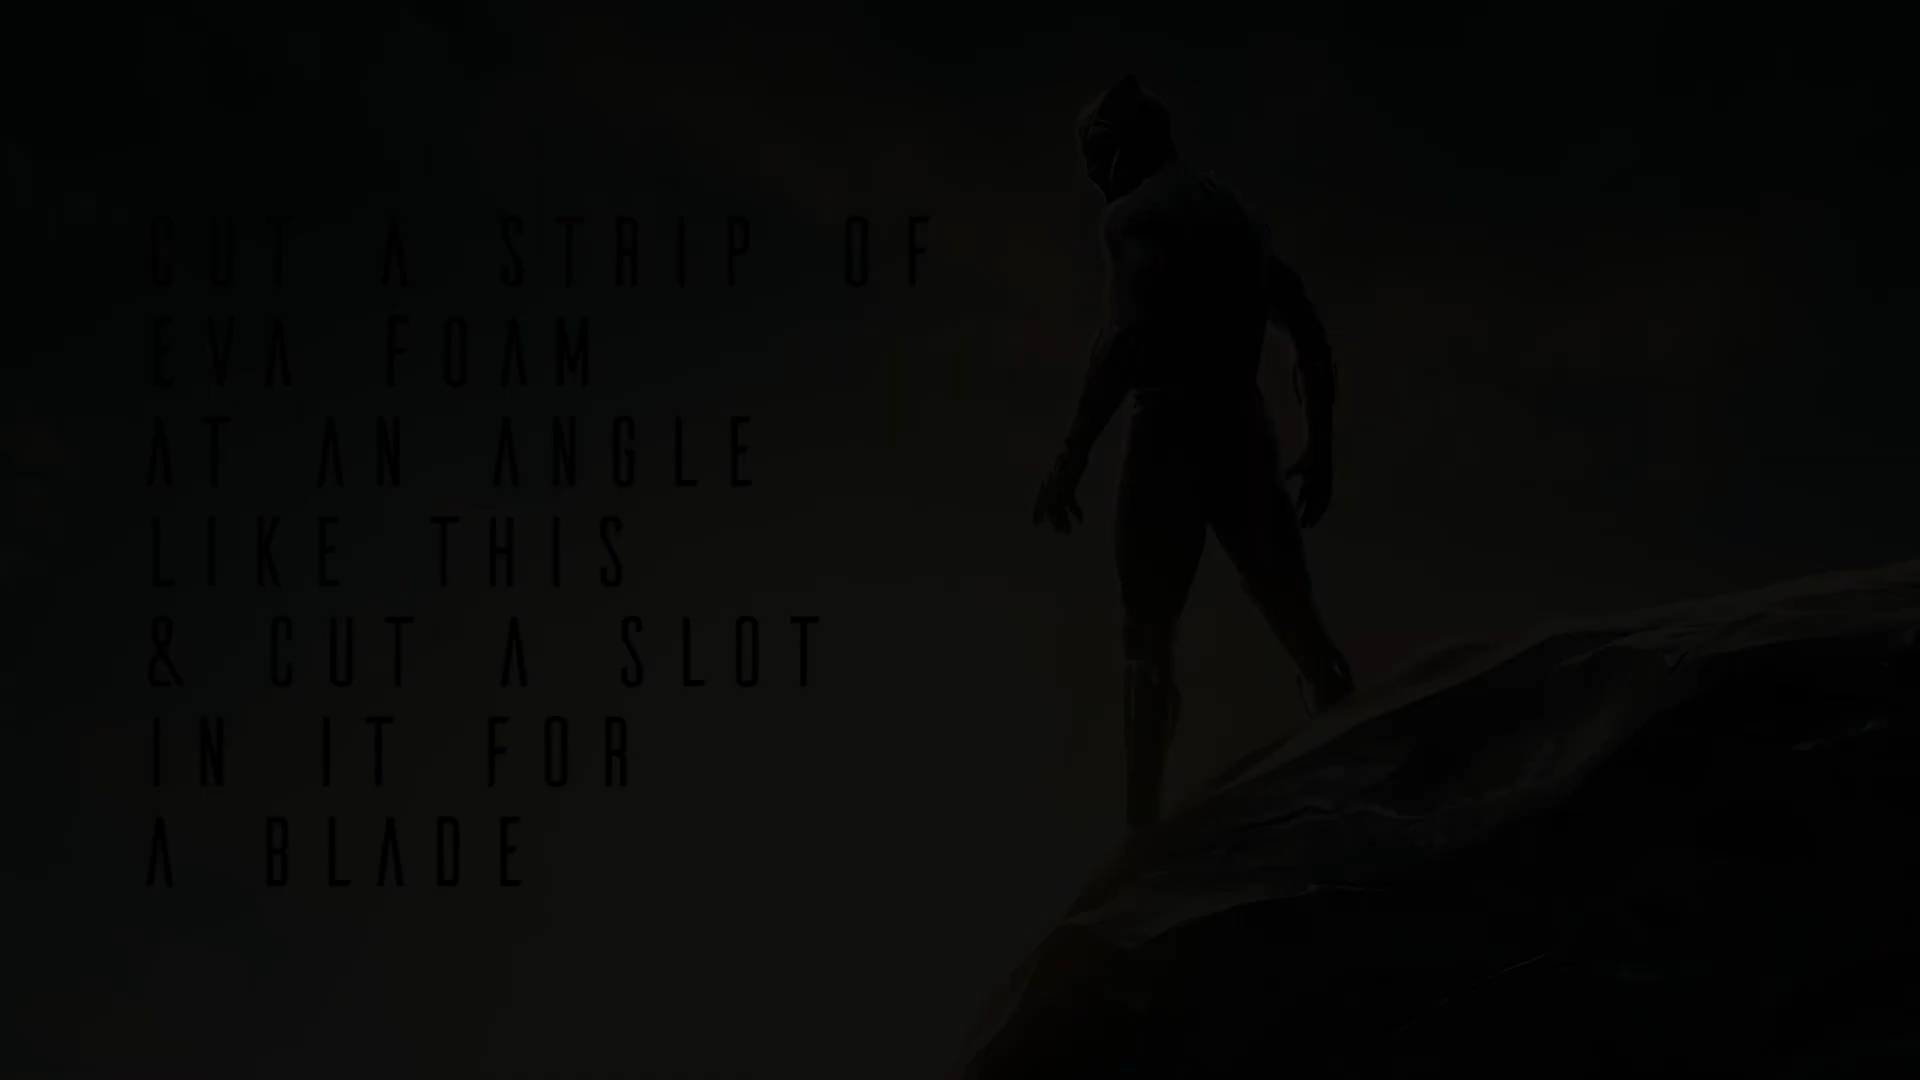 CUT A STRIP OF
EVA FOAM
AT AN ANGLE
LIKE THIS
& CUT A SLOT
IN IT FOR
A BLADE